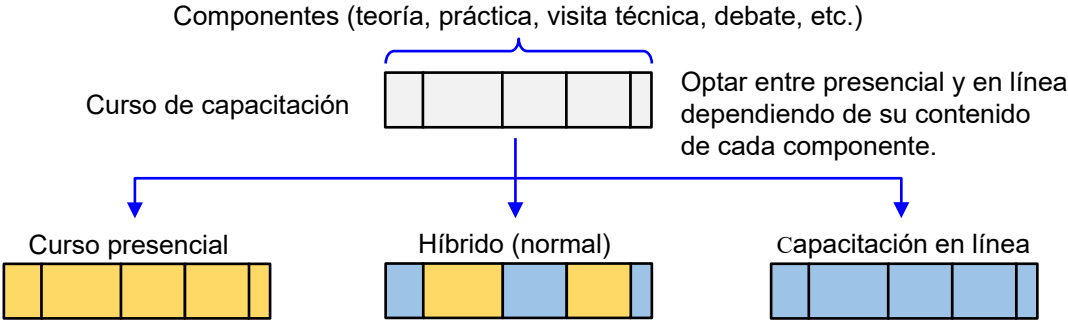 Componentes (teoría, práctica, visita técnica, debate, etc.)
Curso de capacitación
Optar entre presencial y en línea
dependiendo de su contenido
de cada componente.
Curso presencial
Híbrido (normal)
Capacitación en línea